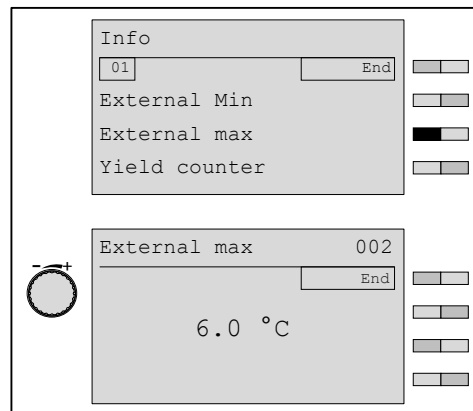 Info
01 End
External Min
External max
Yield counter
External max 002
End
- +
6.0 °C